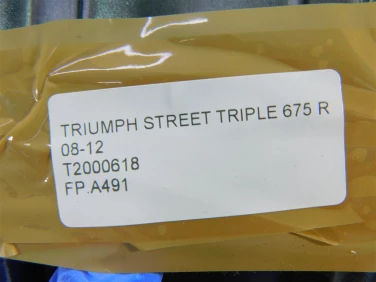 TRIUMPH STREET TRIPLE 675 R
08-12
T2000618
FP.A491